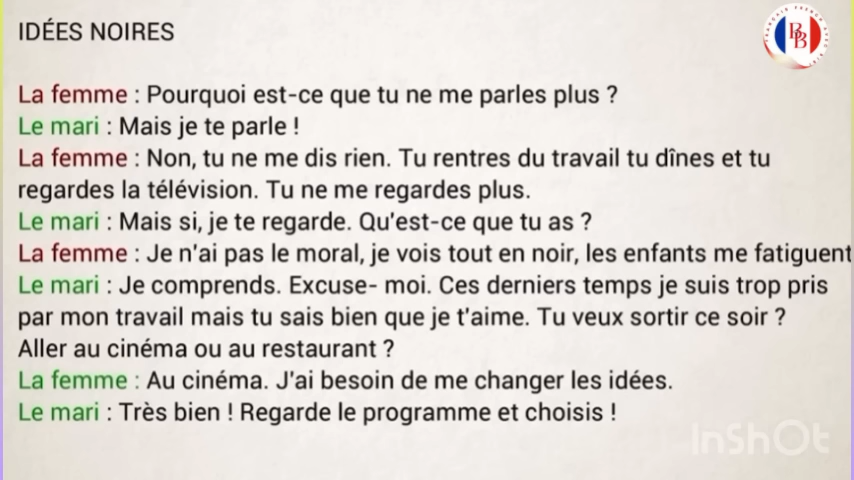 IDÉES NOIRES
La femme : Pourquoi est-ce que tu ne me parles plus ?
Le mari : Mais je te parle !
La femme : Non, tu ne me dis rien. Tu rentres du travail tu dînes et tu
regardes la télévision. Tu ne me regardes plus.
Le mari : Mais si, je te regarde. Qu'est-ce que tu as ?
La femme : Je n'ai pas le moral, je vois tout en noir, les enfants me fatiguent
Le mari : Je comprends. Excuse- moi. Ces derniers temps je suis trop pris
par mon travail mais tu sais bien que je t'aime. Tu veux sortir ce soir ?
Aller au cinéma ou au restaurant ?
La femme : Au cinéma. J'ai besoin de me changer les idées.
Le mari : Très bien ! Regarde le programme et choisis !
InShOt